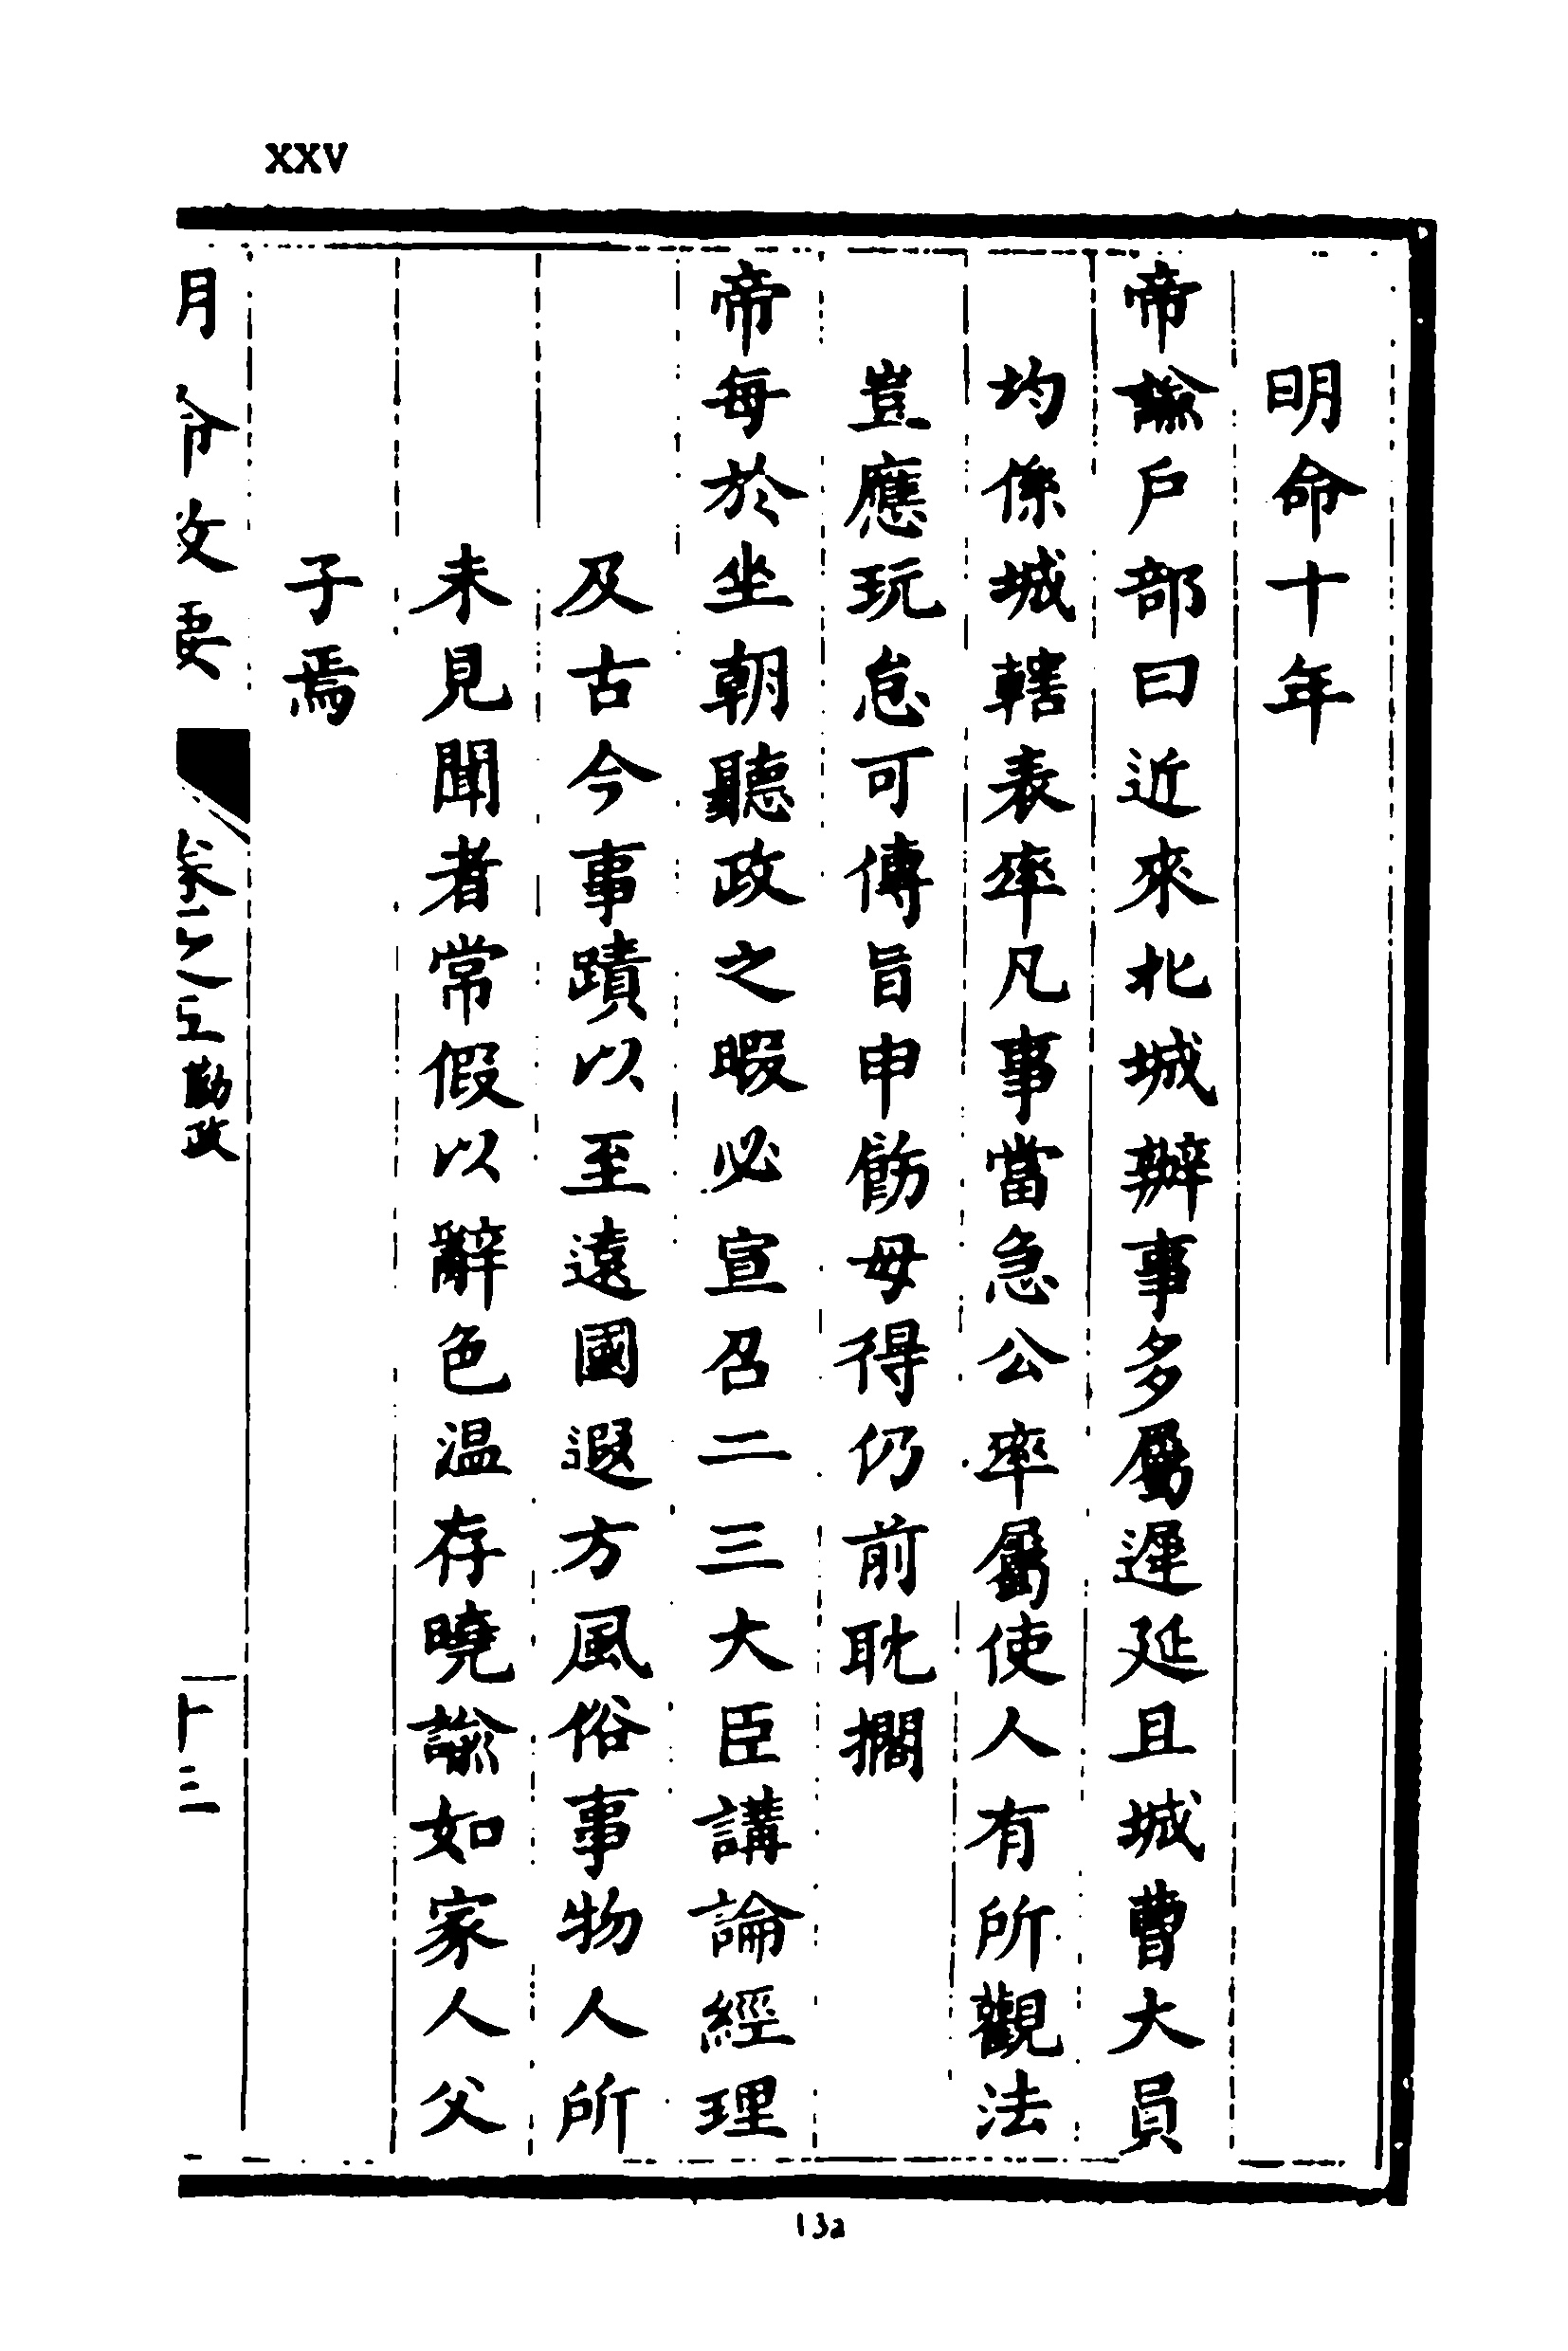 XXV
明命十年
帝諭戶部曰近來北城辦事多屬遲延且城曹大員
均係城轄表率凡事當急公率屬使人有所觀法
豈應玩怠可傳旨申飭毋得仍前耽擱
帝每於坐朝聽政之暇必宣召二三大臣講論經理
及古今事蹟以至遠國遐方風俗事物人所
未見聞者常假以辭色温存曉諭如家人父
子焉
明命政要 卷之五 勤政 十三
13a